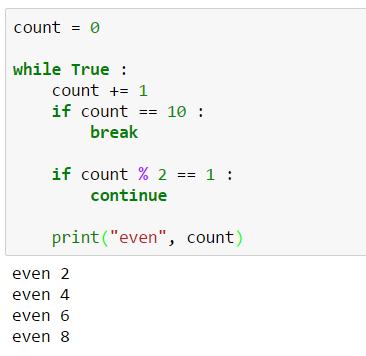 count = 0
while True :
    count += 1
    if count == 10 :
        break
    if count % 2 == 1 :
        continue
    print("even", count)
even 2
even 4
even 6
even 8